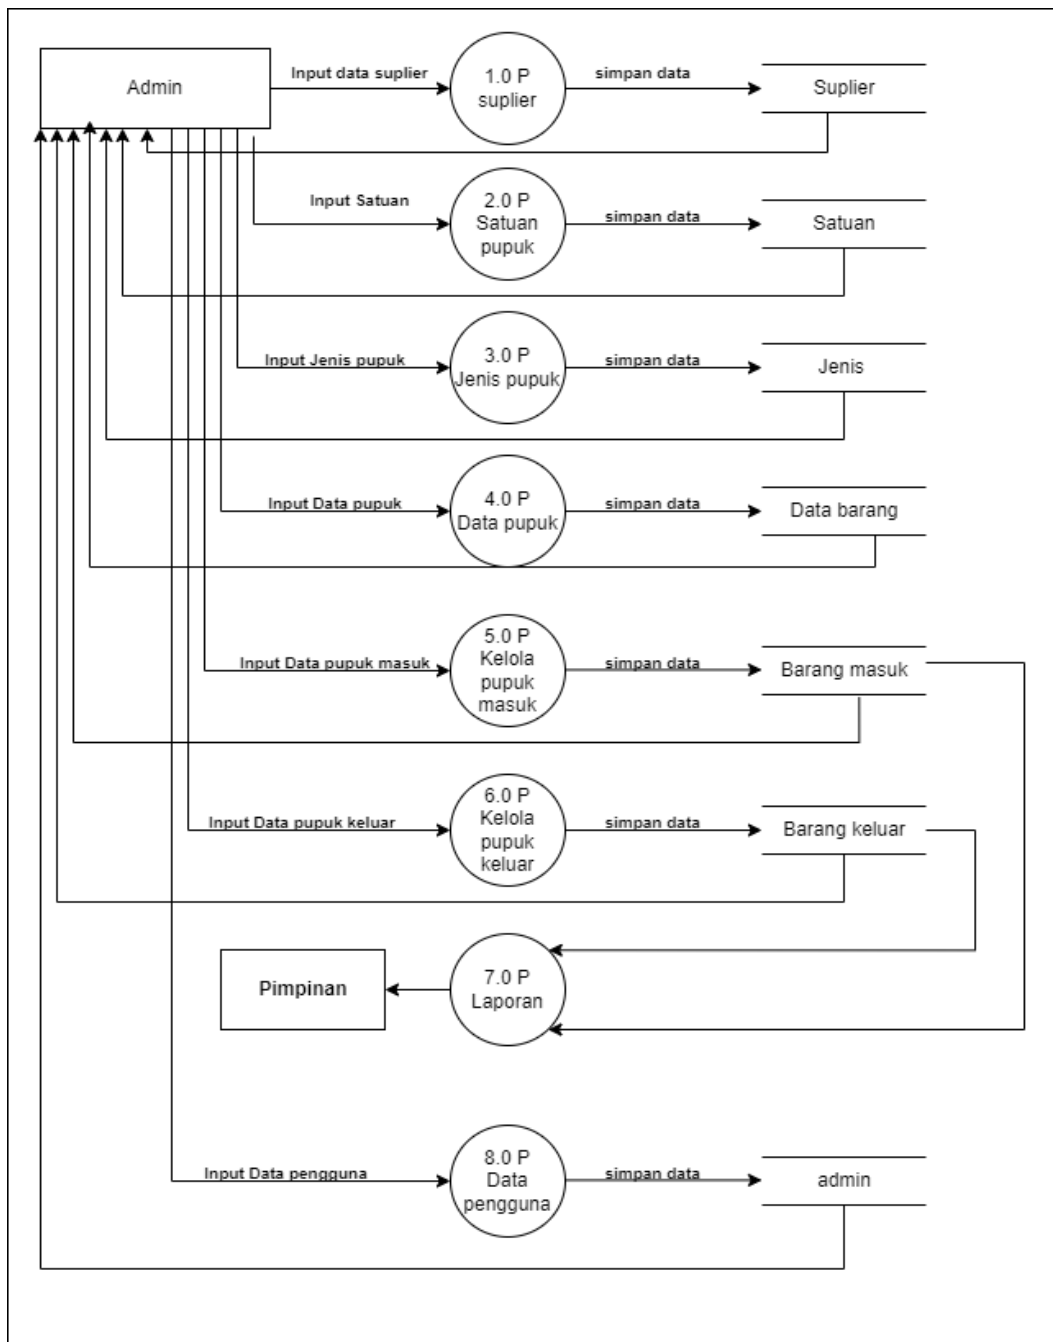 Admin
Input data suplier
1.0 P
suplier
simpan data
Suplier
Input Satuan
2.0 P
Satuan
pupuk
simpan data
Satuan
Input Jenis pupuk
3.0 P
Jenis pupuk
simpan data
Jenis
Input Data pupuk
4.0 P
Data pupuk
simpan data
Data barang
Input Data pupuk masuk
5.0 P
Kelola
pupuk
masuk
simpan data
Barang masuk
Input Data pupuk keluar
6.0 P
Kelola
pupuk
keluar
simpan data
Barang keluar
Pimpinan
7.0 P
Laporan
Input Data pengguna
8.0 P
Data
pengguna
simpan data
admin